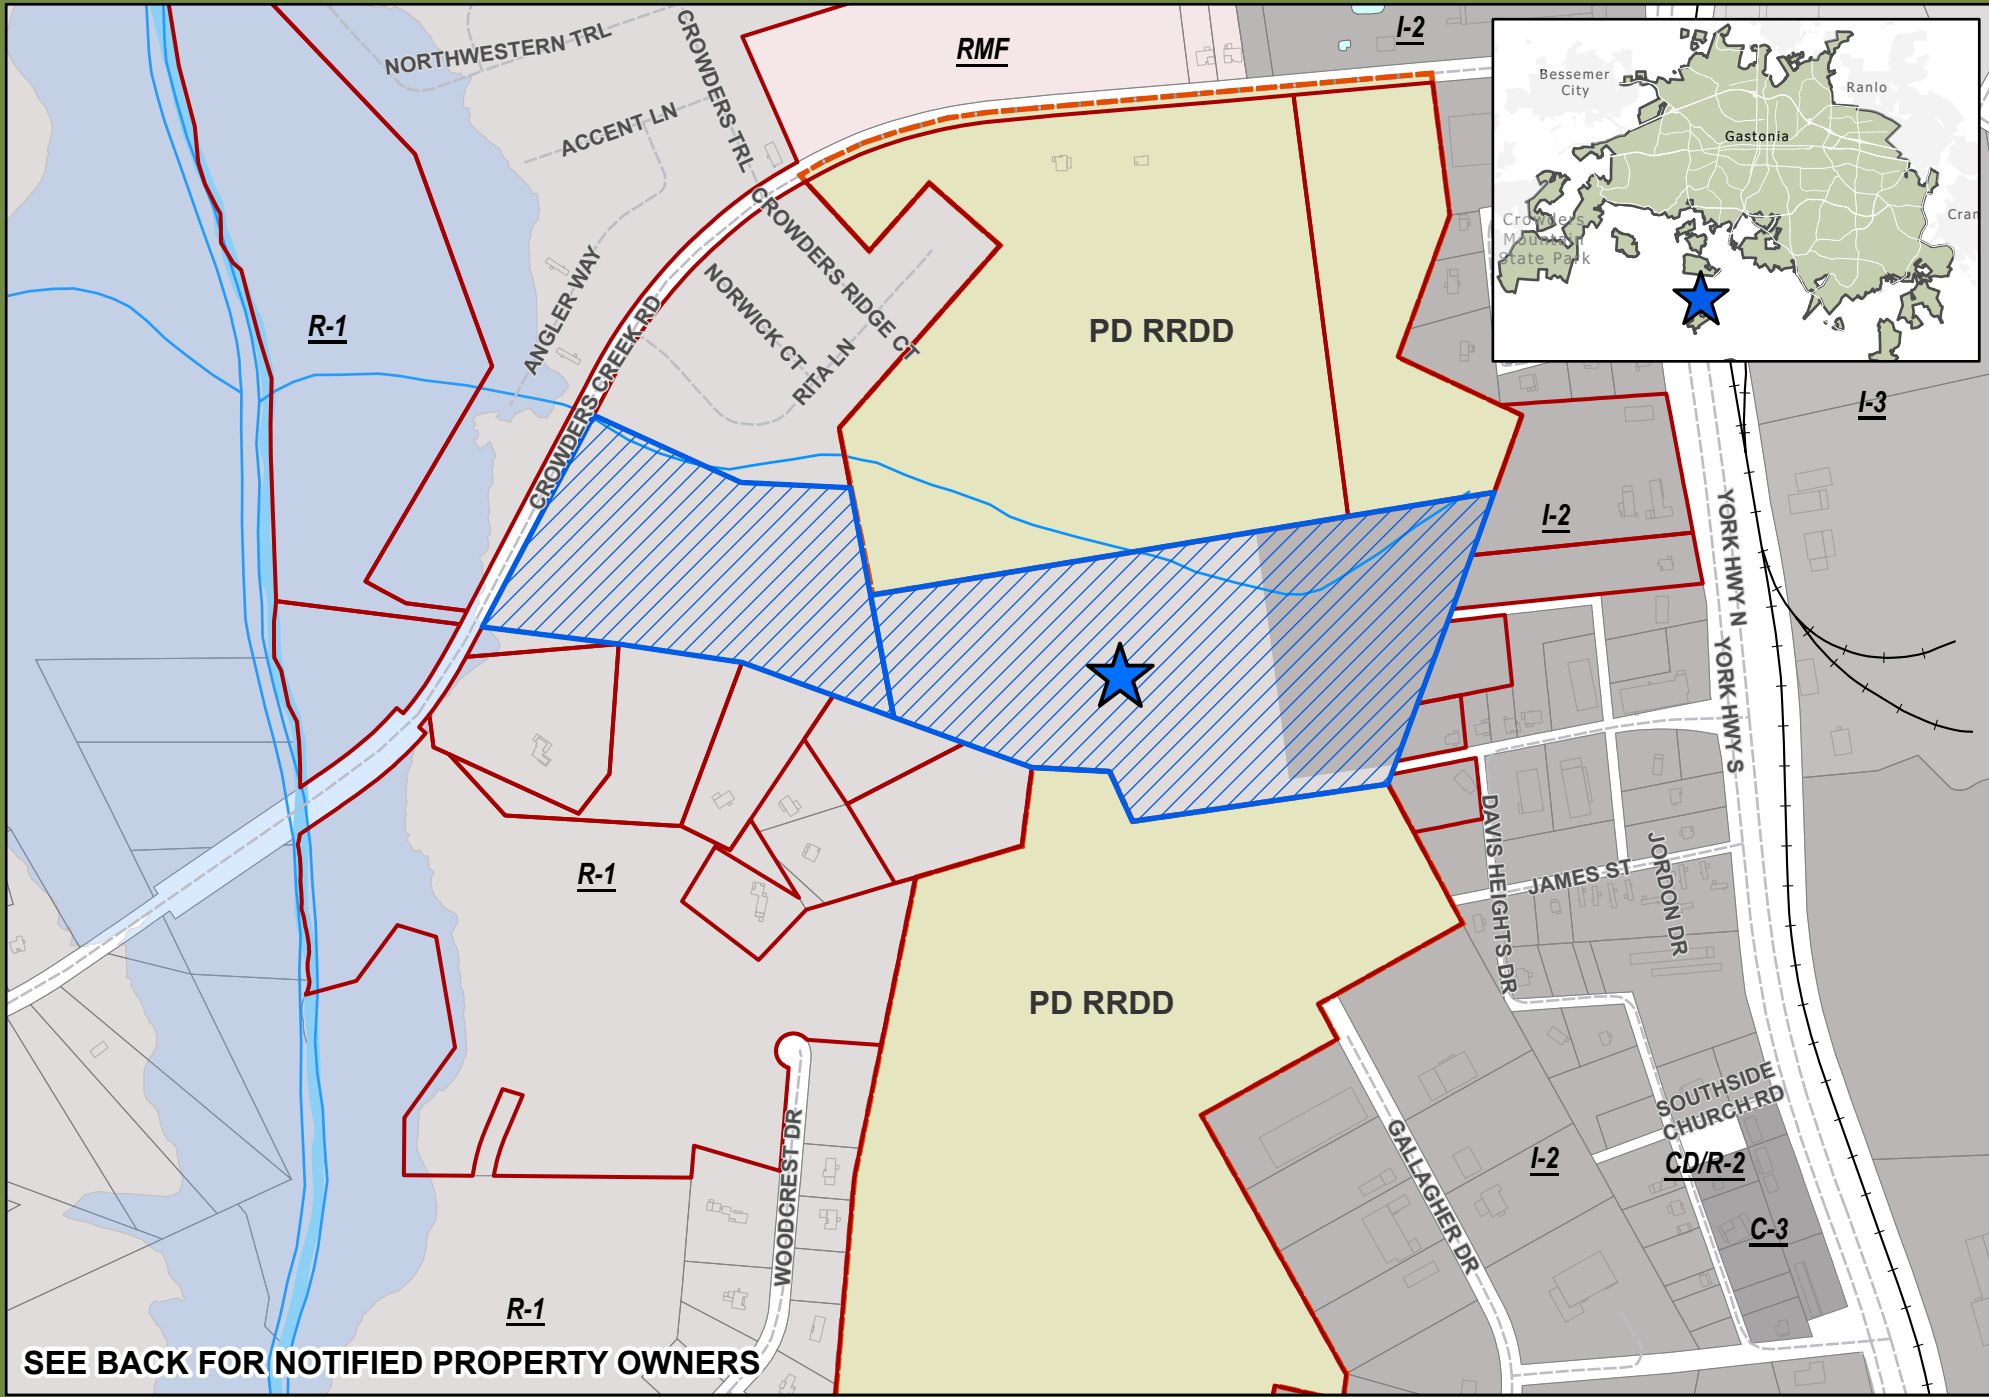 NORTHWESTERN TRL
CROWDERS TRL
RMF
I-2
Bessemer
City
Ranlo
Gastonia
Crowders
Mountain
State Park
Cran
ACCENT LN
CROWDERS RIDGE CT
NORWICK CT
RITA LN
ANGLER WAY
CROWDERS CREEK RD
R-1
PD RRDD
I-3
I-2
YORK HWY N
YORK HWY S
DAVIS HEIGHTS DR
JAMES ST
JORDON DR
R-1
PD RRDD
WOODCREST DR
GALLAGHER DR
SOUTHSIDE
CHURCH RD
I-2
CD/R-2
C-3
R-1
SEE BACK FOR NOTIFIED PROPERTY OWNERS